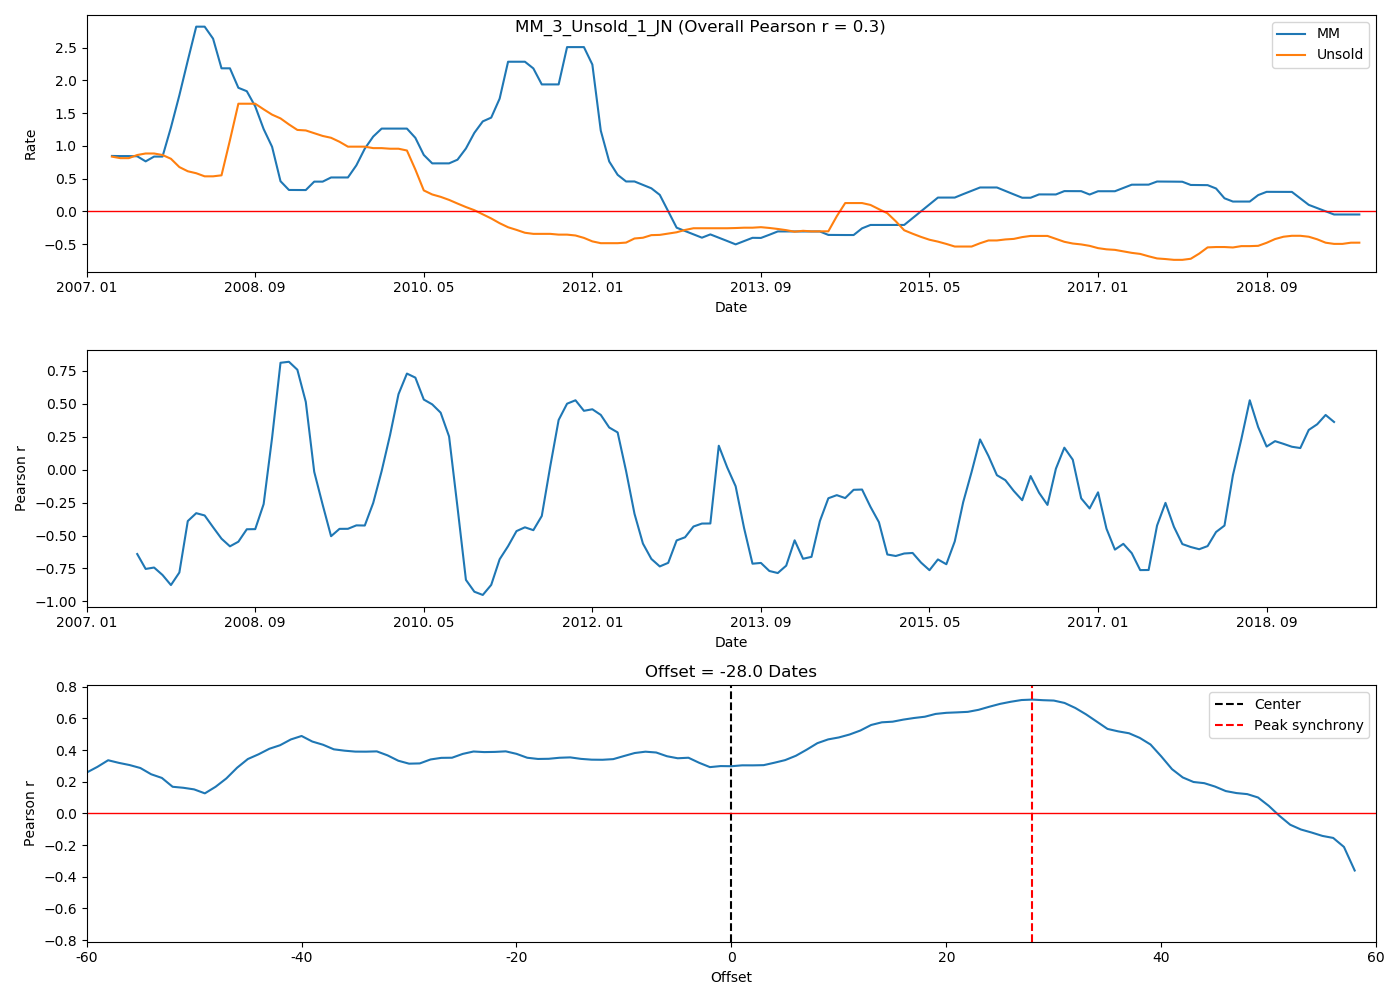 MM_3_Unsold_1_JN (Overall Pearson r = 0.3)
MM
Unsold
2.5
2.0
1.5
1.0
0.5
0.0
−0.5
Rate
2007. 01 2008. 09 2010. 05 2012. 01 2013. 09 2015. 05 2017. 01 2018. 09
Date
0.75
0.50
0.25
0.00
−0.25
−0.50
−0.75
−1.00
Pearson r
2007. 01 2008. 09 2010. 05 2012. 01 2013. 09 2015. 05 2017. 01 2018. 09
Date
Offset = -28.0 Dates
Center
Peak synchrony
0.8
0.6
0.4
0.2
0.0
−0.2
−0.4
−0.6
−0.8
Pearson r
-60 -40 -20 0 20 40 60
Offset